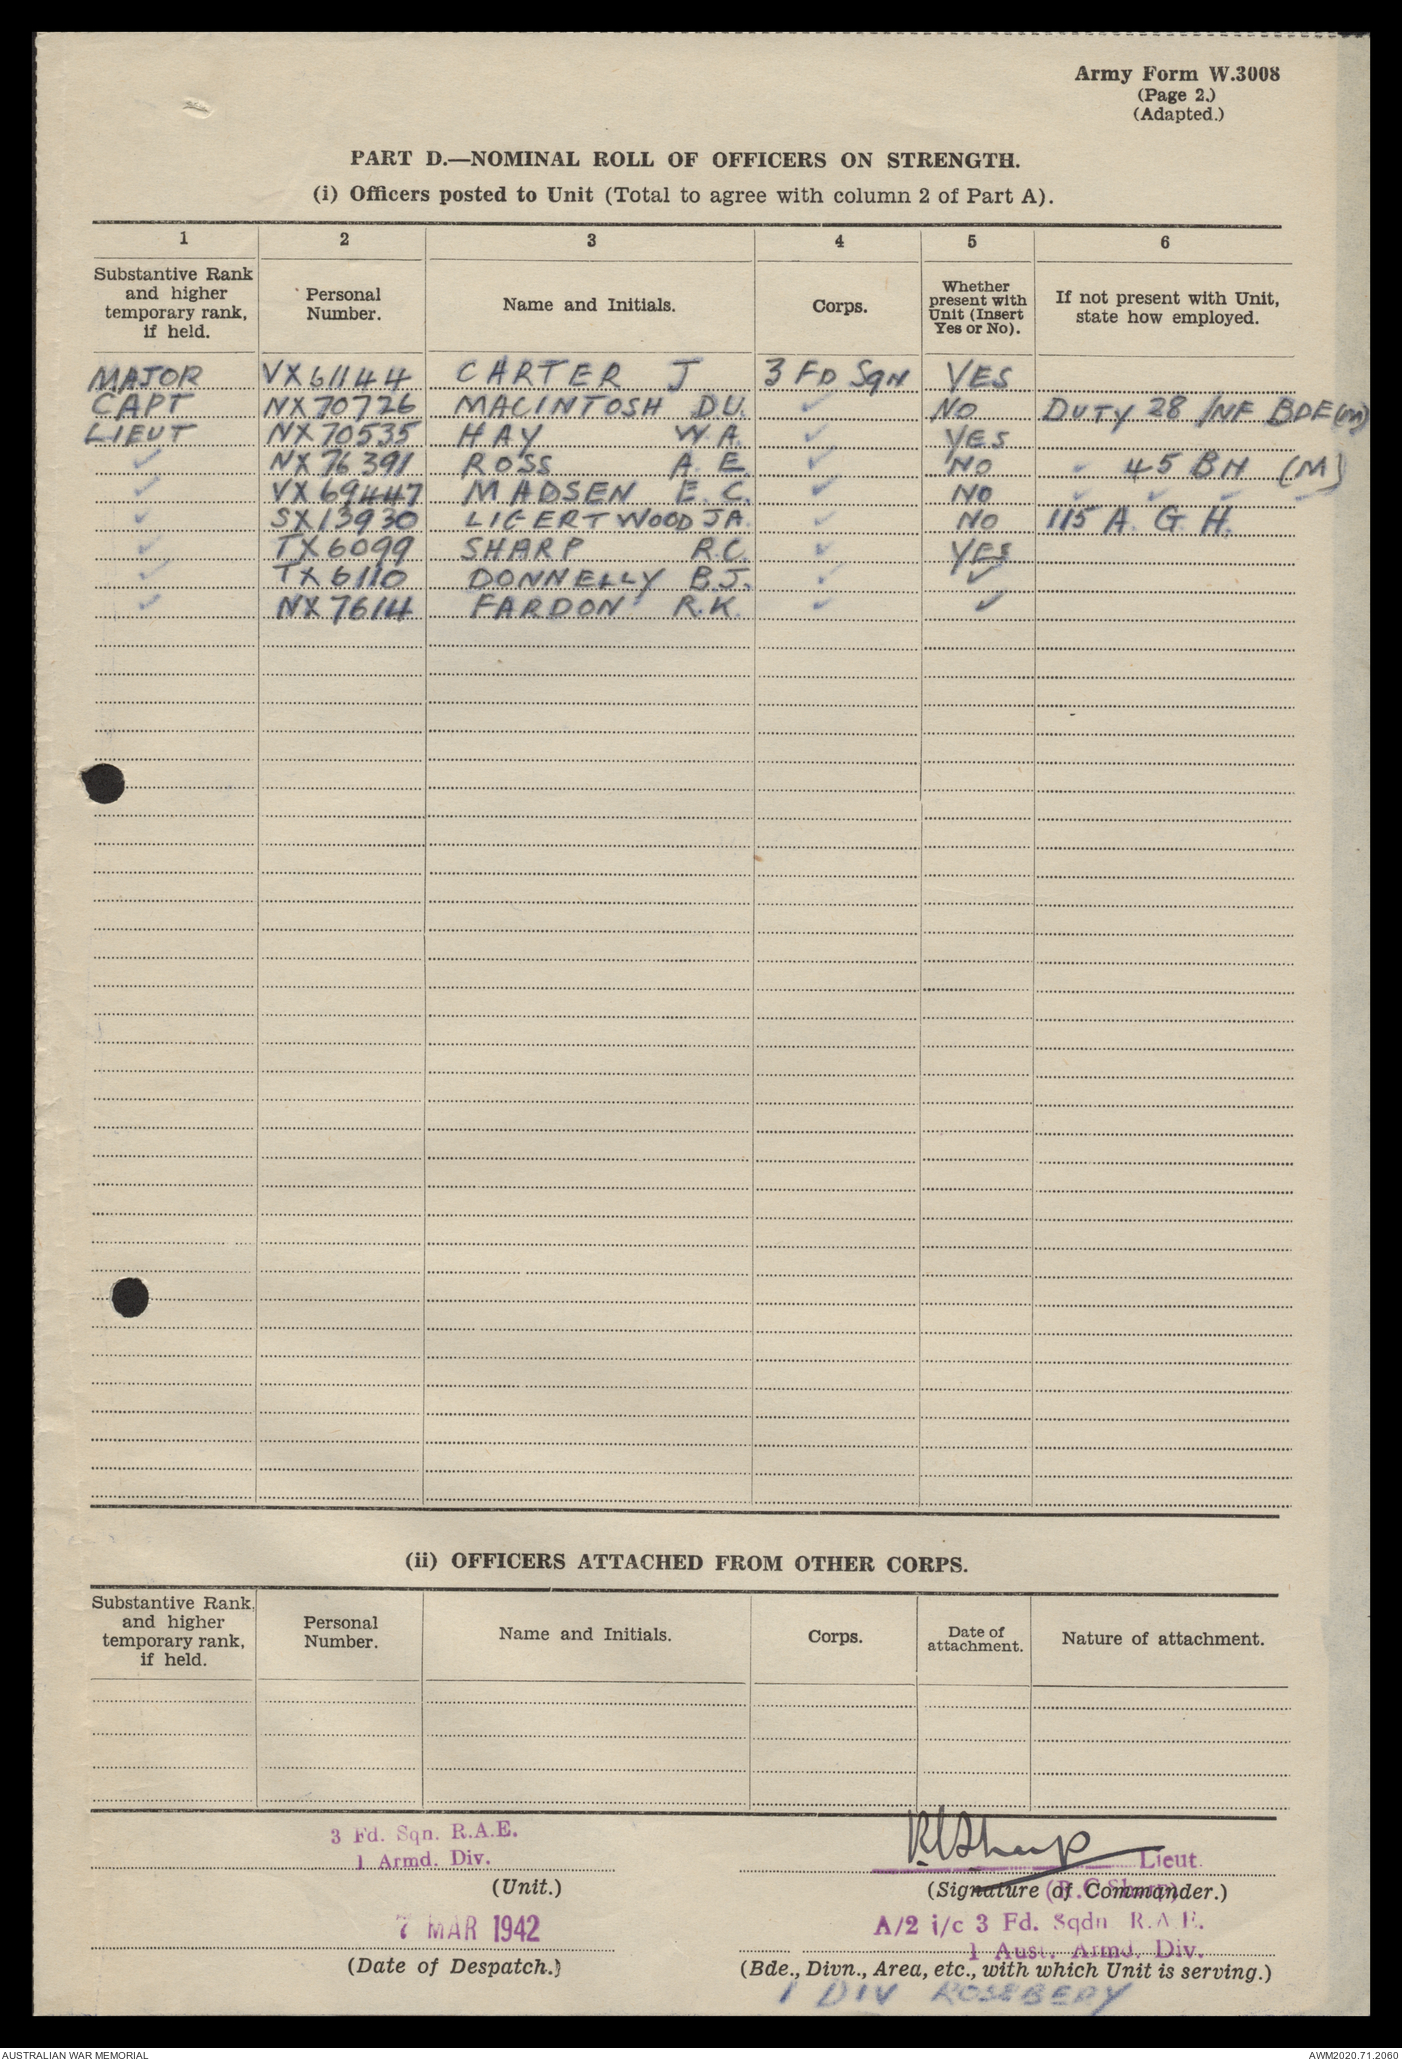 Army Form W.3008
(Page 2.)
(Adapted.)
PART D.—NOMINAL ROLL OF OFFICERS ON STRENGTH.
(i) Officers posted to Unit (Total to agree with column 2 of Part A).
1 2 3 4 5 6
Substantive Rank and higher temporary rank, if held. Personal Number. Name and Initials. Corps. Whether present with Unit (Insert Yes or No). If not present with Unit, state how employed.
MAJOR VX61144 CARTER J 3 FD SQN YES
CAPT NX70726 MACINTOSH D.U. ✓ NO DUTY 28 INF BDE (M)
LIEUT NX70535 HAY W.A. ✓ YES
✓ NX76391 ROSS A.E. ✓ NO ✓ 45 BN (M)
✓ VX69447 MADSEN E.C. ✓ NO ✓ ✓ ✓ ✓
✓ SX13930 LIGERTWOOD J.A. ✓ NO 115 A.G.H.
✓ TX6099 SHARP R.C. ✓ YES
✓ TX6110 DONNELLY B.J. ✓ ✓
✓ NX7614 FARDON R.K. ✓ ✓
(ii) OFFICERS ATTACHED FROM OTHER CORPS.
Substantive Rank, and higher temporary rank, if held. Personal Number. Name and Initials. Corps. Date of attachment. Nature of attachment.
3 Fd. Sqn. R.A.E.
1 Armd. Div.
(Unit.)
7 MAR 1942
(Date of Despatch.)
R C Sharp
Lieut.
(R.C. Sharp)
(Signature of Commander.)
A/2 i/c 3 Fd. Sqdn R.A.E.
1 Aust. Armd. Div.
(Bde., Divn., Area, etc., with which Unit is serving.)
1 DIV ROSEBERY
AUSTRALIAN WAR MEMORIAL
AWM2020.71.2060